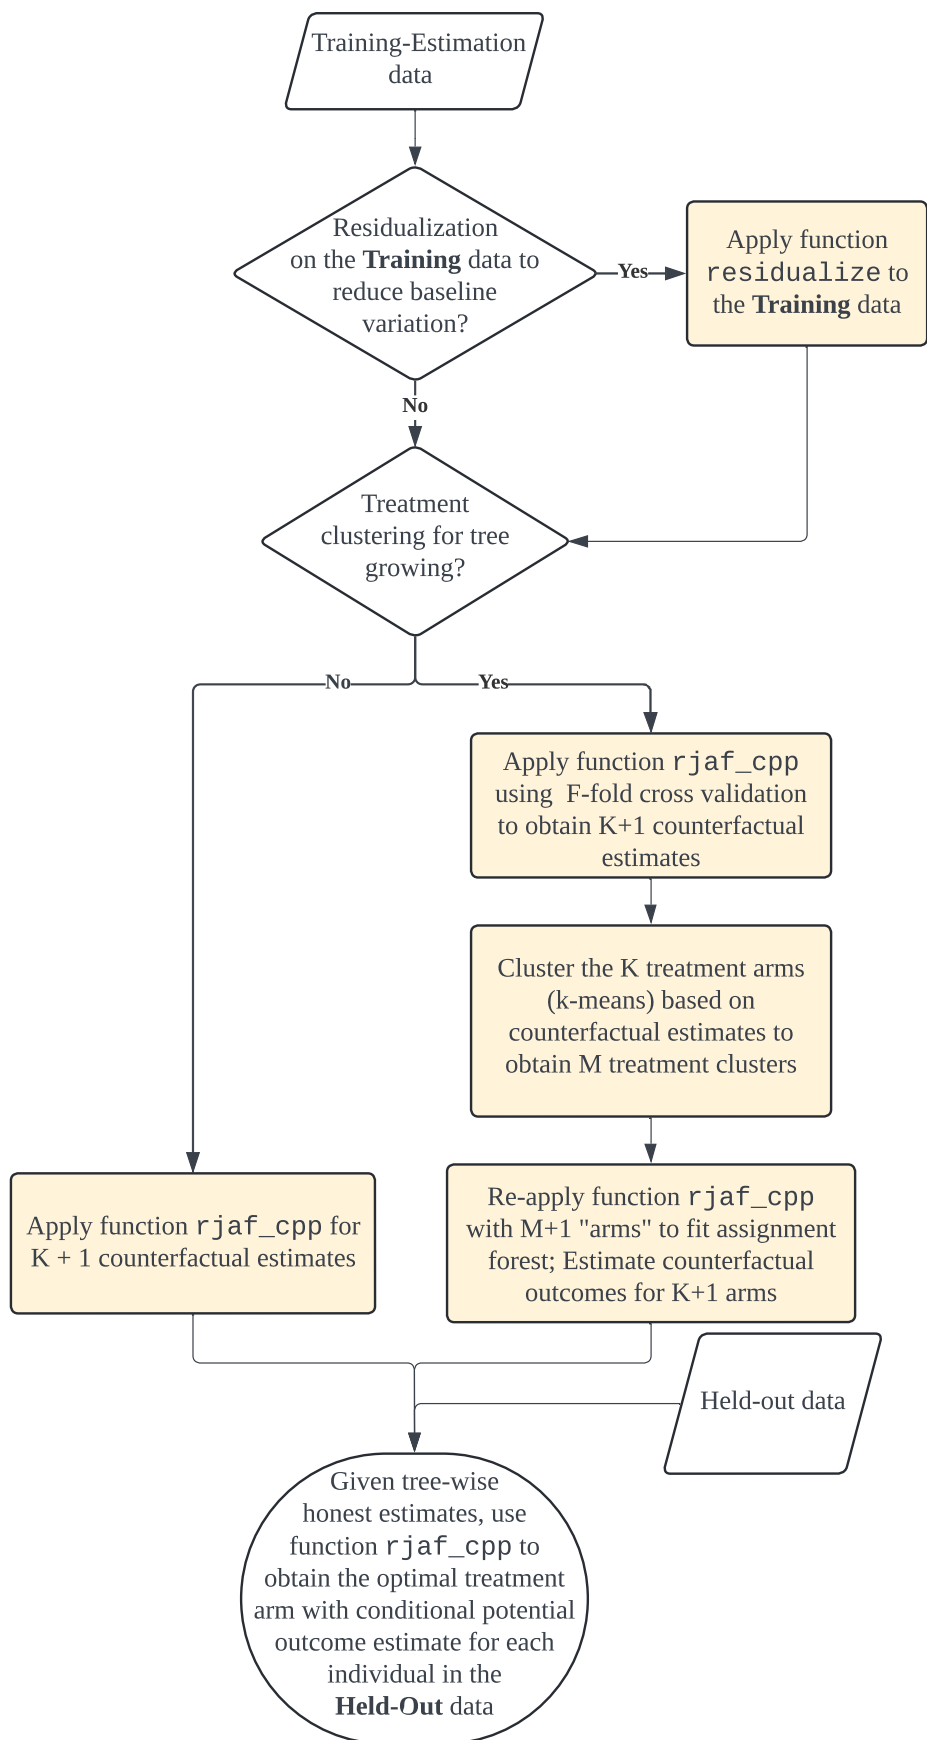 Training-Estimation
data
Residualization
on the Training data to
reduce baseline
variation?
Yes
Apply function
residualize to
the Training data
No
Treatment
clustering for tree
growing?
No
Yes
Apply function rjaf_cpp
using F-fold cross validation
to obtain K+1 counterfactual
estimates
Cluster the K treatment arms
(k-means) based on
counterfactual estimates to
obtain M treatment clusters
Apply function rjaf_cpp for
K + 1 counterfactual estimates
Re-apply function rjaf_cpp
with M+1 "arms" to fit assignment
forest; Estimate counterfactual
outcomes for K+1 arms
Held-out data
Given tree-wise
honest estimates, use
function rjaf_cpp to
obtain the optimal treatment
arm with conditional potential
outcome estimate for each
individual in the
Held-Out data